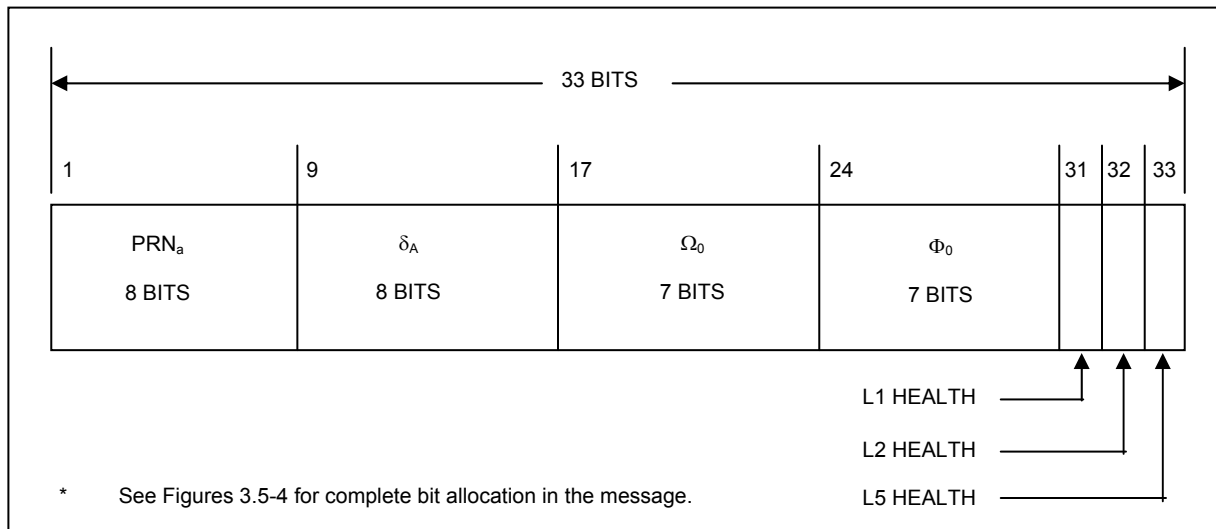 33 BITS
1 9 17 24 31 32 33
PRNa δA Ω0 Φ0
8 BITS 8 BITS 7 BITS 7 BITS
L1 HEALTH
L2 HEALTH
L5 HEALTH
* See Figures 3.5-4 for complete bit allocation in the message.